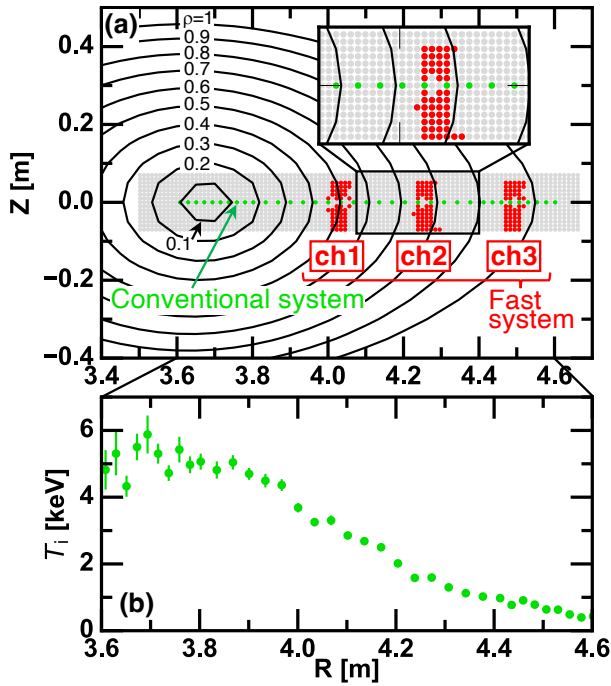 (a)
ρ=1
0.9
0.8
0.7
0.6
0.5
0.4
0.3
0.2
0.1
Z [m]
0.4
0.2
0.0
−0.2
−0.4
ch1 ch2 ch3
Conventional system
Fast
system
3.4 3.6 3.8 4.0 4.2 4.4 4.6
T_i [keV]
6
4
2
0
(b)
3.6 3.8 4.0 4.2 4.4 4.6
R [m]